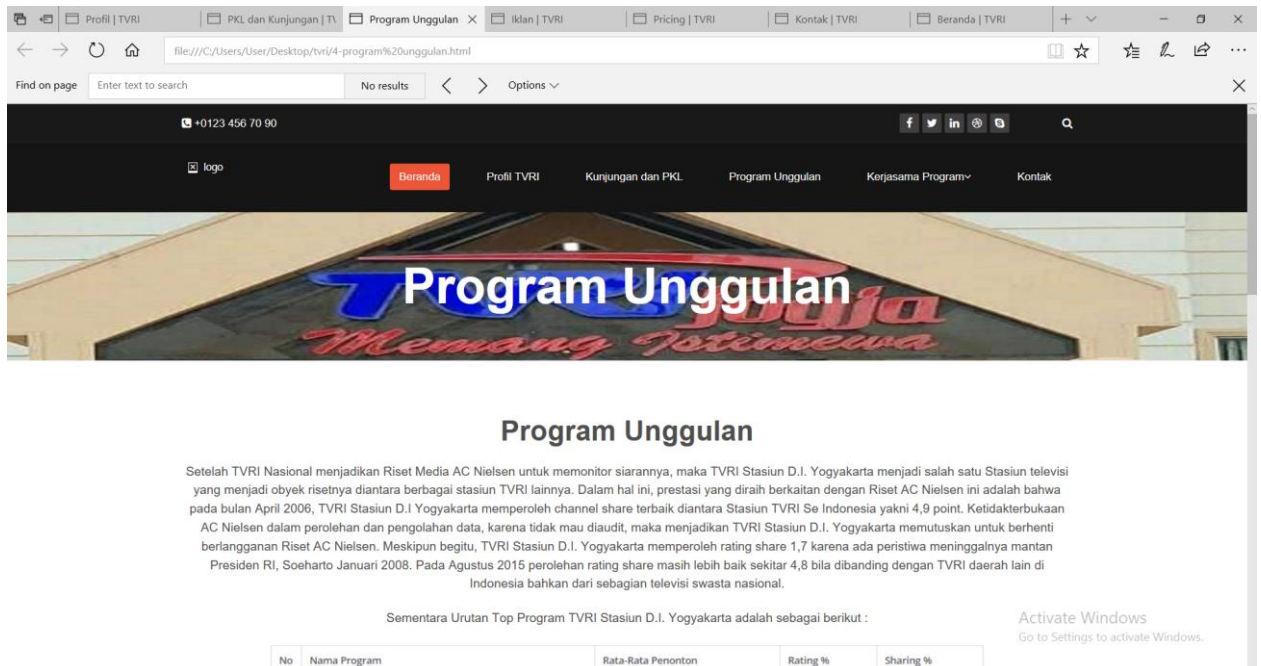 Profil | TVRI
PKL dan Kunjungan | TV
Program Unggulan
Iklan | TVRI
Pricing | TVRI
Kontak | TVRI
Beranda | TVRI
file:///C:/Users/User/Desktop/tvri/4-program%20unggulan.html
Find on page
Enter text to search
No results
Options
+0123 456 70 90
logo
Beranda
Profil TVRI
Kunjungan dan PKL
Program Unggulan
Kerjasama Program
Kontak
Program Unggulan
TVRI Jogja
Memang Istimewa
Program Unggulan
Setelah TVRI Nasional menjadikan Riset Media AC Nielsen untuk memonitor siarannya, maka TVRI Stasiun D.I. Yogyakarta menjadi salah satu Stasiun televisi
yang menjadi obyek risetnya diantara berbagai stasiun TVRI lainnya. Dalam hal ini, prestasi yang diraih berkaitan dengan Riset AC Nielsen ini adalah bahwa
pada bulan April 2006, TVRI Stasiun D.I Yogyakarta memperoleh channel share terbaik diantara Stasiun TVRI Se Indonesia yakni 4,9 point. Ketidakterbukaan
AC Nielsen dalam perolehan dan pengolahan data, karena tidak mau diaudit, maka menjadikan TVRI Stasiun D.I. Yogyakarta memutuskan untuk berhenti
berlangganan Riset AC Nielsen. Meskipun begitu, TVRI Stasiun D.I. Yogyakarta memperoleh rating share 1,7 karena ada peristiwa meninggalnya mantan
Presiden RI, Soeharto Januari 2008. Pada Agustus 2015 perolehan rating share masih lebih baik sekitar 4,8 bila dibanding dengan TVRI daerah lain di
Indonesia bahkan dari sebagian televisi swasta nasional.
Sementara Urutan Top Program TVRI Stasiun D.I. Yogyakarta adalah sebagai berikut :
Activate Windows
Go to Settings to activate Windows.
No Nama Program Rata-Rata Penonton Rating % Sharing %